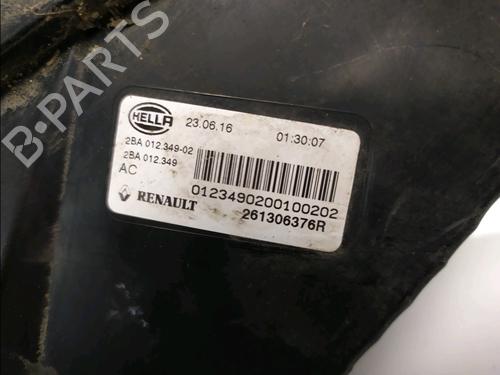 HELLA
23.06.16 01:30:07
2BA 012.349-02
2BA 012.349
AC
0123490200100202
RENAULT
261306376R
B-PARTS